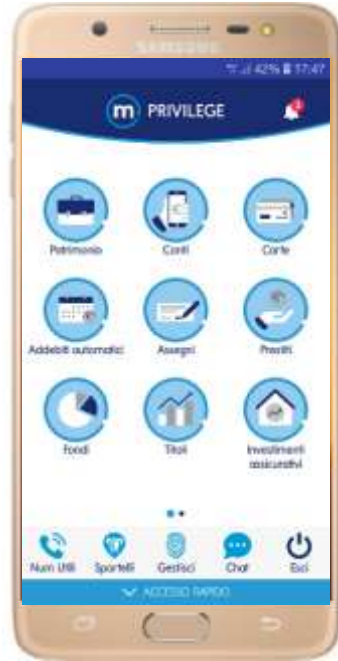 SAMSUNG
42% 17:47
m PRIVILEGE
Patrimonio Conti Carte
Addebiti automatici Assegni Prestiti
Fondi Titoli Investimenti
assicurativi
Num Utili Sportelli Gestisci Chat Esci
ACCESSO RAPIDO